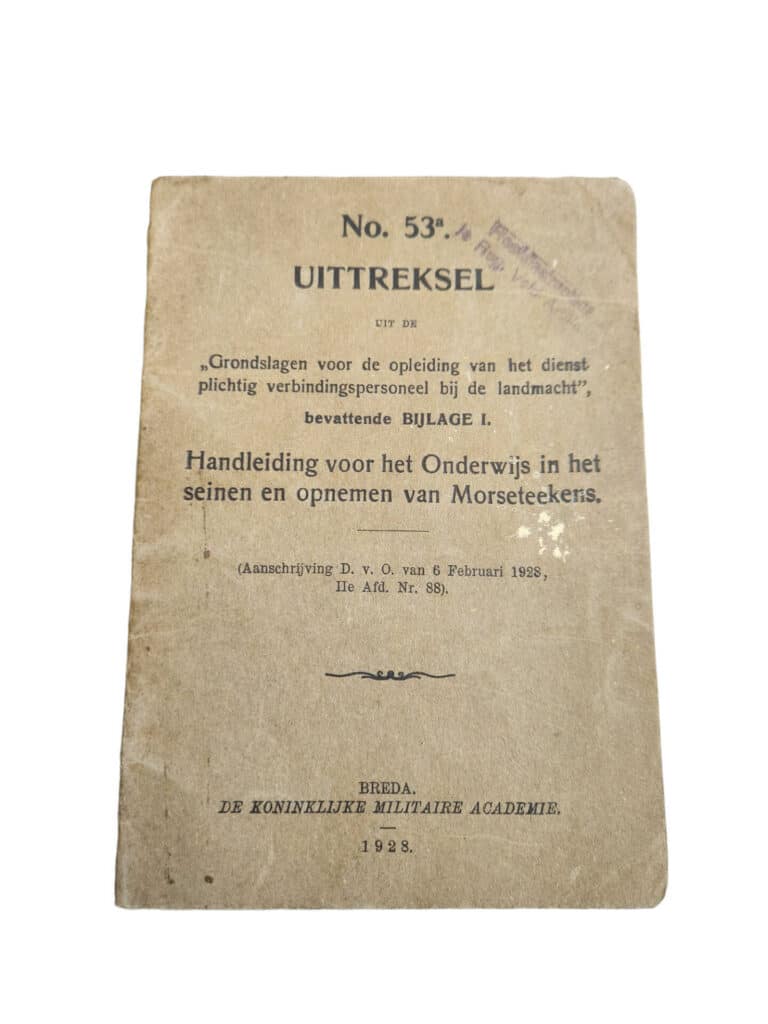 No. 53ª.
UITTREKSEL
UIT DE
„Grondslagen voor de opleiding van het dienst
plichtig verbindingspersoneel bij de landmacht”,
bevattende BIJLAGE I.
Handleiding voor het Onderwijs in het
seinen en opnemen van Morseteekens.
(Aanschrijving D. v. O. van 6 Februari 1928,
IIe Afd. Nr. 88).
BREDA.
DE KONINKLIJKE MILITAIRE ACADEMIE.
1928.